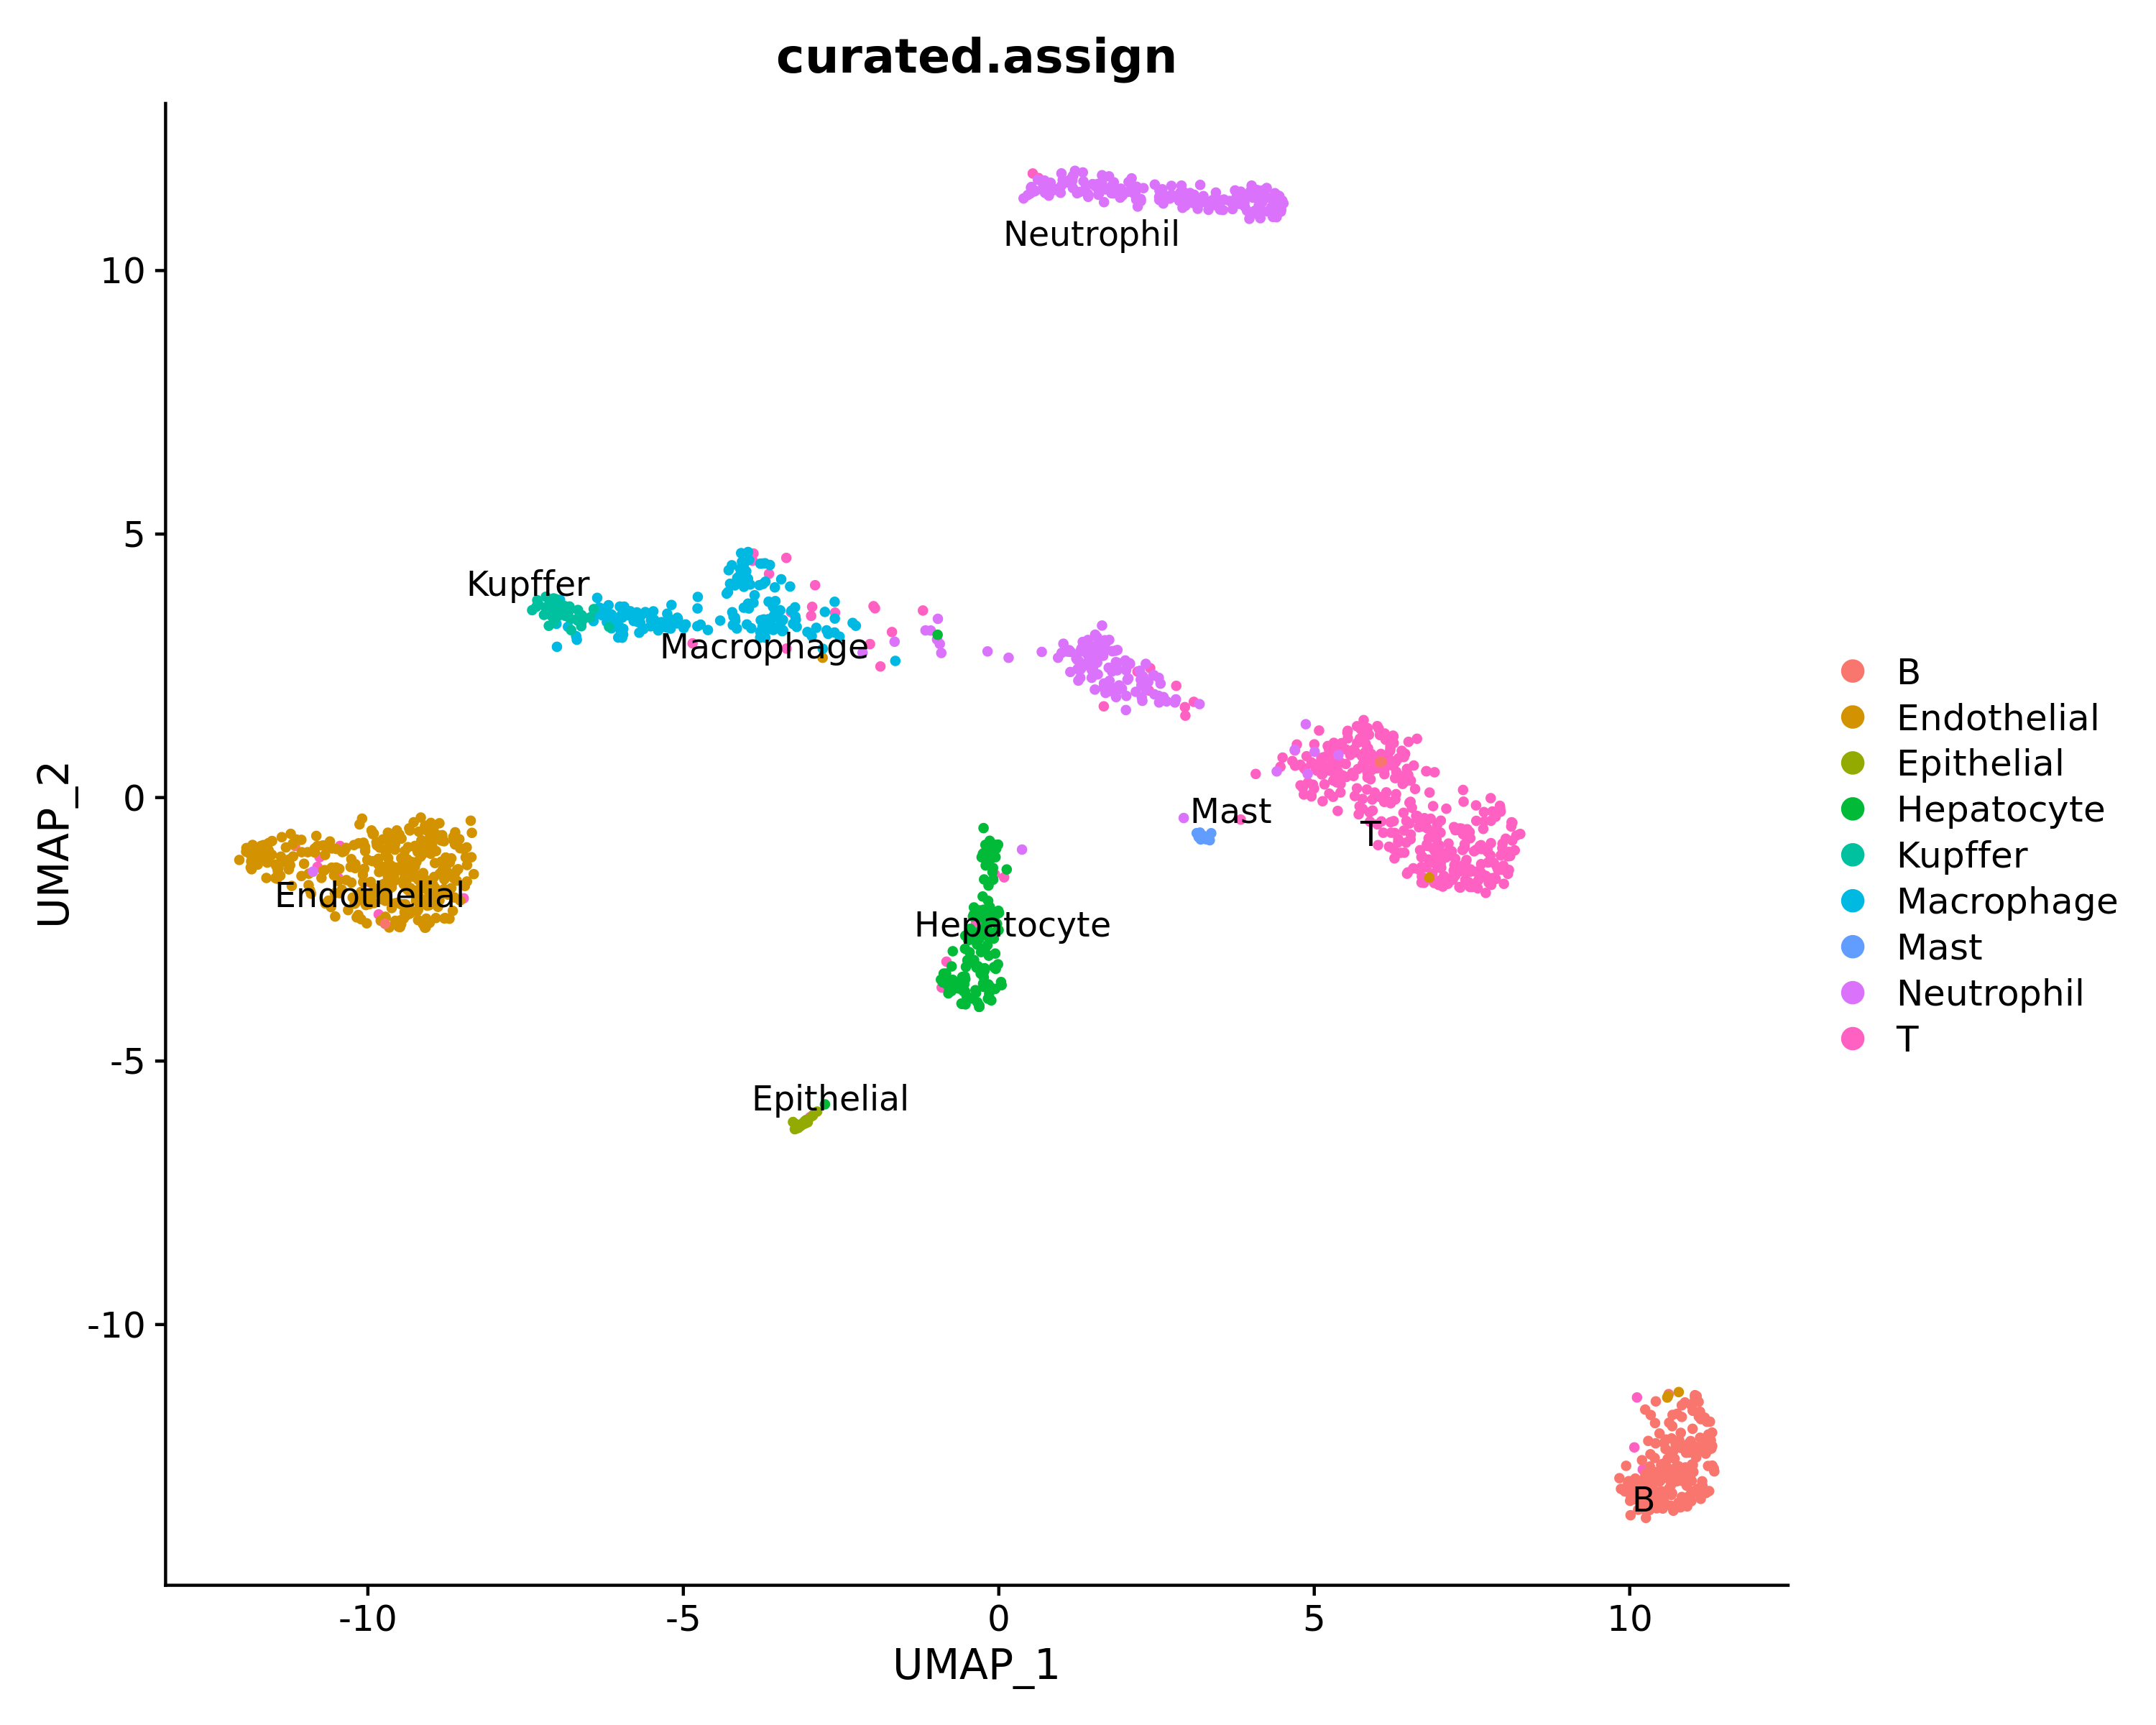 curated.assign
Neutrophil
Kupffer
Macrophage
Mast
T
Endothelial
Hepatocyte
Epithelial
B
UMAP_2
10
5
0
-5
-10
-10
-5
0
5
10
UMAP_1
B
Endothelial
Epithelial
Hepatocyte
Kupffer
Macrophage
Mast
Neutrophil
T